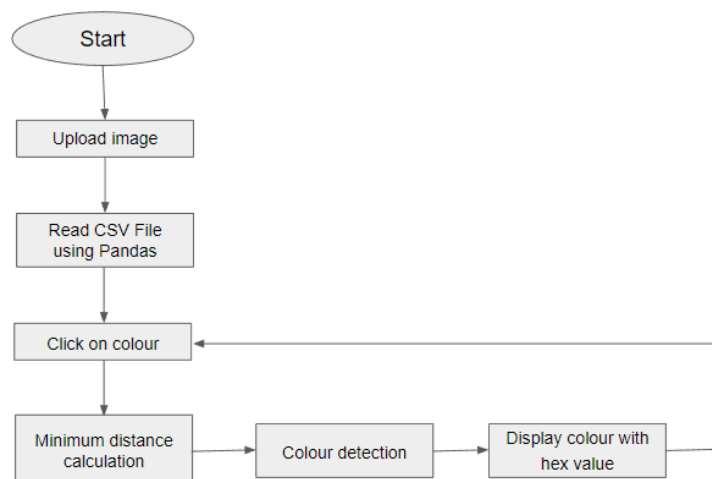 Start
Upload image
Read CSV File
using Pandas
Click on colour
Minimum distance
calculation
Colour detection
Display colour with
hex value